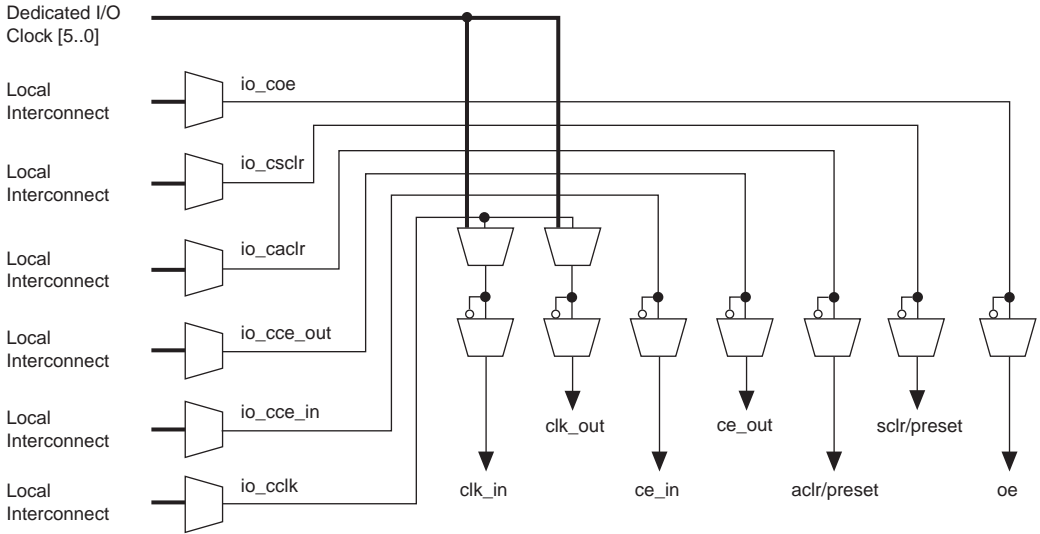 Dedicated I/O
Clock [5..0]
Local
Interconnect
io_coe
Local
Interconnect
io_csclr
Local
Interconnect
io_caclr
Local
Interconnect
io_cce_out
Local
Interconnect
io_cce_in
Local
Interconnect
io_cclk
clk_out
ce_out
sclr/preset
clk_in
ce_in
aclr/preset
oe